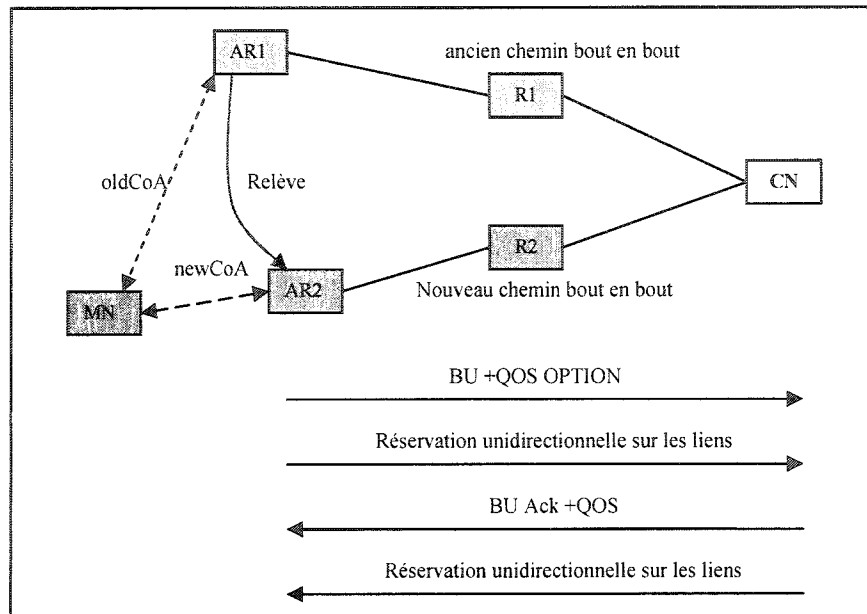 AR1
ancien chemin bout en bout
R1
oldCoA
Relève
CN
R2
newCoA
AR2
Nouveau chemin bout en bout
MN
BU +QOS OPTION
Réservation unidirectionnelle sur les liens
BU Ack +QOS
Réservation unidirectionnelle sur les liens